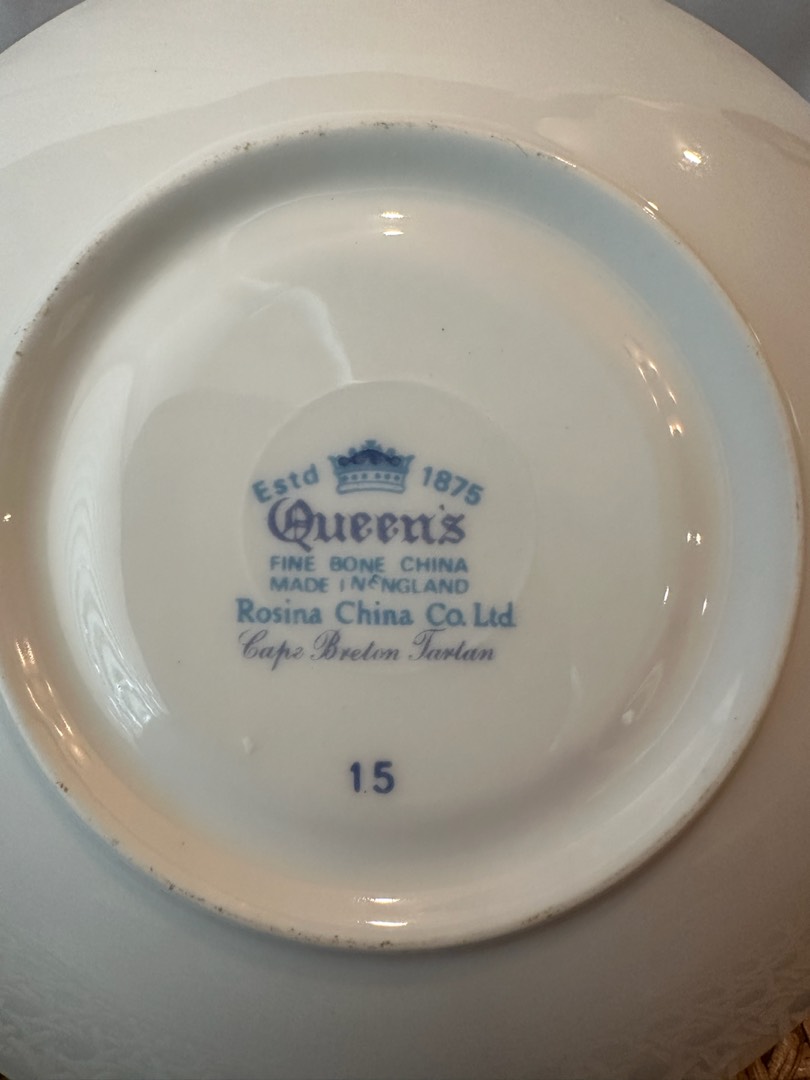 Estd 1875
Queen's
FINE BONE CHINA
MADE IN ENGLAND
Rosina China Co. Ltd
Cape Breton Tartan
15